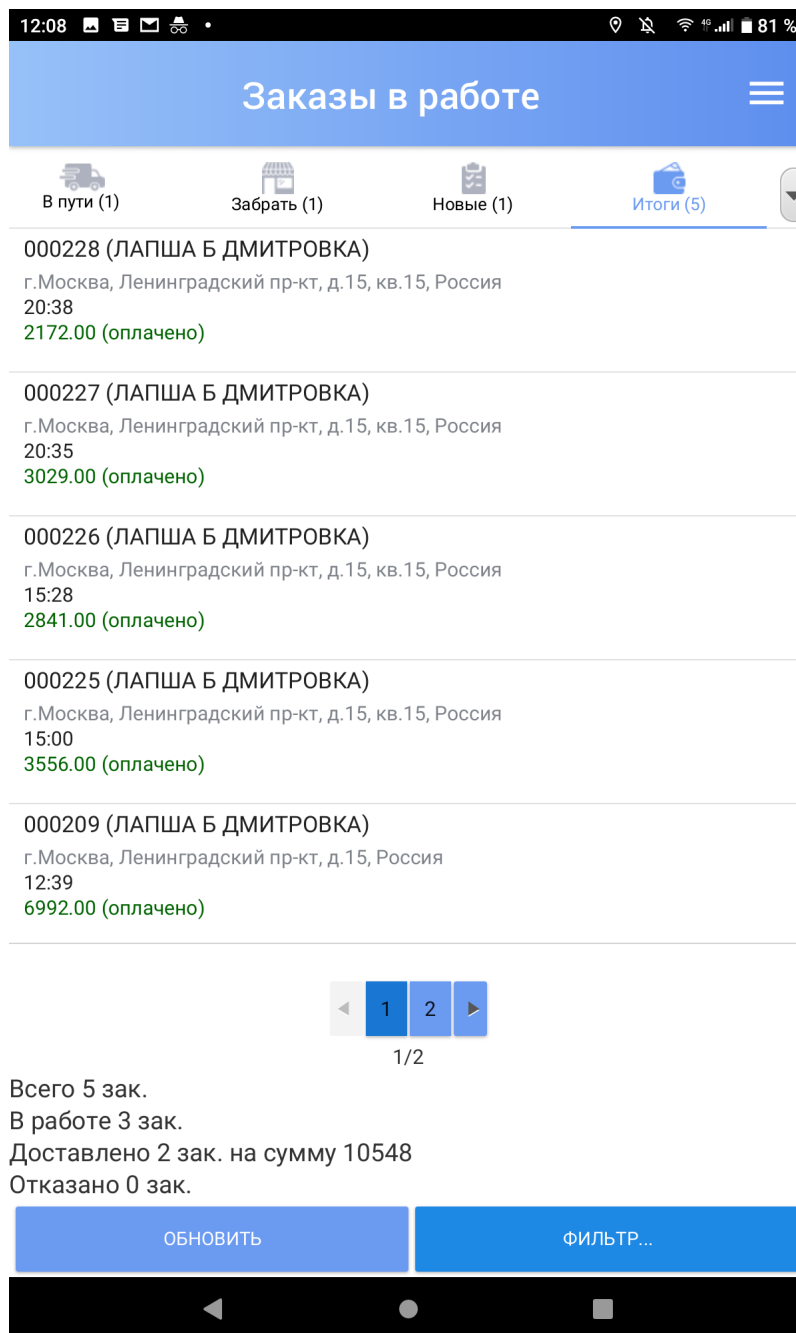 12:08 4G 81 %
Заказы в работе
В пути (1) Забрать (1) Новые (1) Итоги (5)
000228 (ЛАПША Б ДМИТРОВКА)
г.Москва, Ленинградский пр-кт, д.15, кв.15, Россия
20:38
2172.00 (оплачено)
000227 (ЛАПША Б ДМИТРОВКА)
г.Москва, Ленинградский пр-кт, д.15, кв.15, Россия
20:35
3029.00 (оплачено)
000226 (ЛАПША Б ДМИТРОВКА)
г.Москва, Ленинградский пр-кт, д.15, кв.15, Россия
15:28
2841.00 (оплачено)
000225 (ЛАПША Б ДМИТРОВКА)
г.Москва, Ленинградский пр-кт, д.15, кв.15, Россия
15:00
3556.00 (оплачено)
000209 (ЛАПША Б ДМИТРОВКА)
г.Москва, Ленинградский пр-кт, д.15, Россия
12:39
6992.00 (оплачено)
1 2
1/2
Всего 5 зак.
В работе 3 зак.
Доставлено 2 зак. на сумму 10548
Отказано 0 зак.
ОБНОВИТЬ ФИЛЬТР...